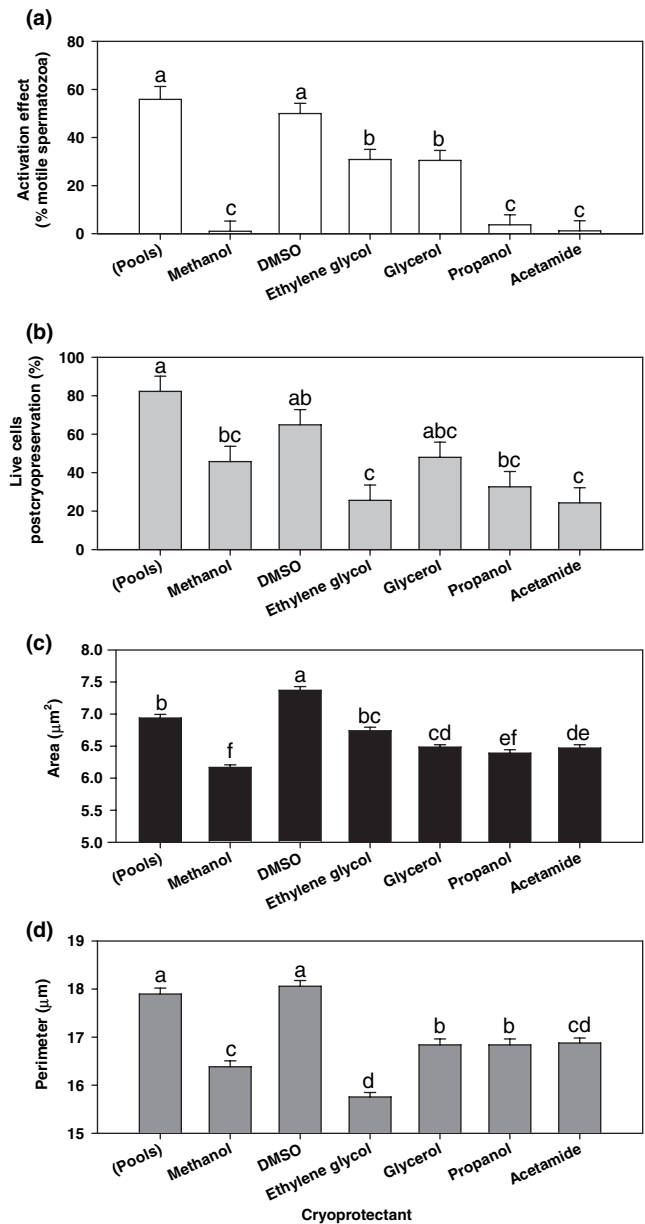 (a)
Activation effect
(% motile spermatozoa)
80
60
40
20
0
a
c
a
b
b
c
c
(Pools)
Methanol
DMSO
Ethylene glycol
Glycerol
Propanol
Acetamide
(b)
Live cells
postcryopreservation (%)
100
80
60
40
20
0
a
bc
ab
c
abc
bc
c
(Pools)
Methanol
DMSO
Ethylene glycol
Glycerol
Propanol
Acetamide
(c)
Area (μm²)
8.0
7.5
7.0
6.5
6.0
5.5
5.0
b
f
a
bc
cd
ef
de
(Pools)
Methanol
DMSO
Ethylene glycol
Glycerol
Propanol
Acetamide
(d)
Perimeter (μm)
19
18
17
16
15
a
c
a
d
b
b
cd
(Pools)
Methanol
DMSO
Ethylene glycol
Glycerol
Propanol
Acetamide
Cryoprotectant